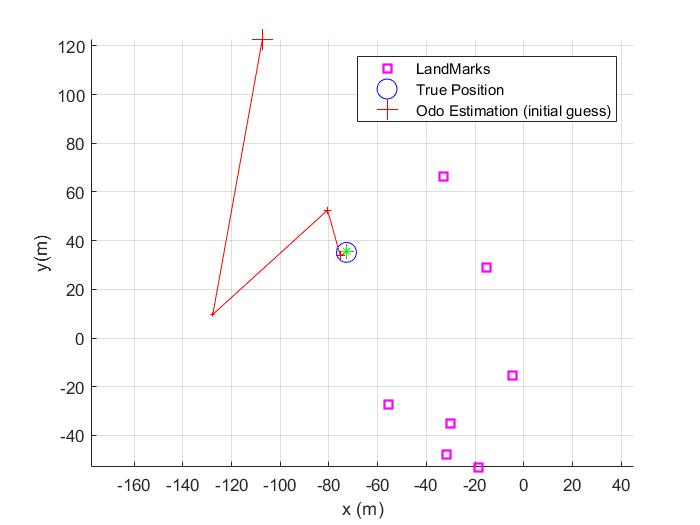 120
100
80
60
40
20
0
-20
-40
y(m)
LandMarks
True Position
Odo Estimation (initial guess)
-160 -140 -120 -100 -80 -60 -40 -20 0 20 40
x (m)